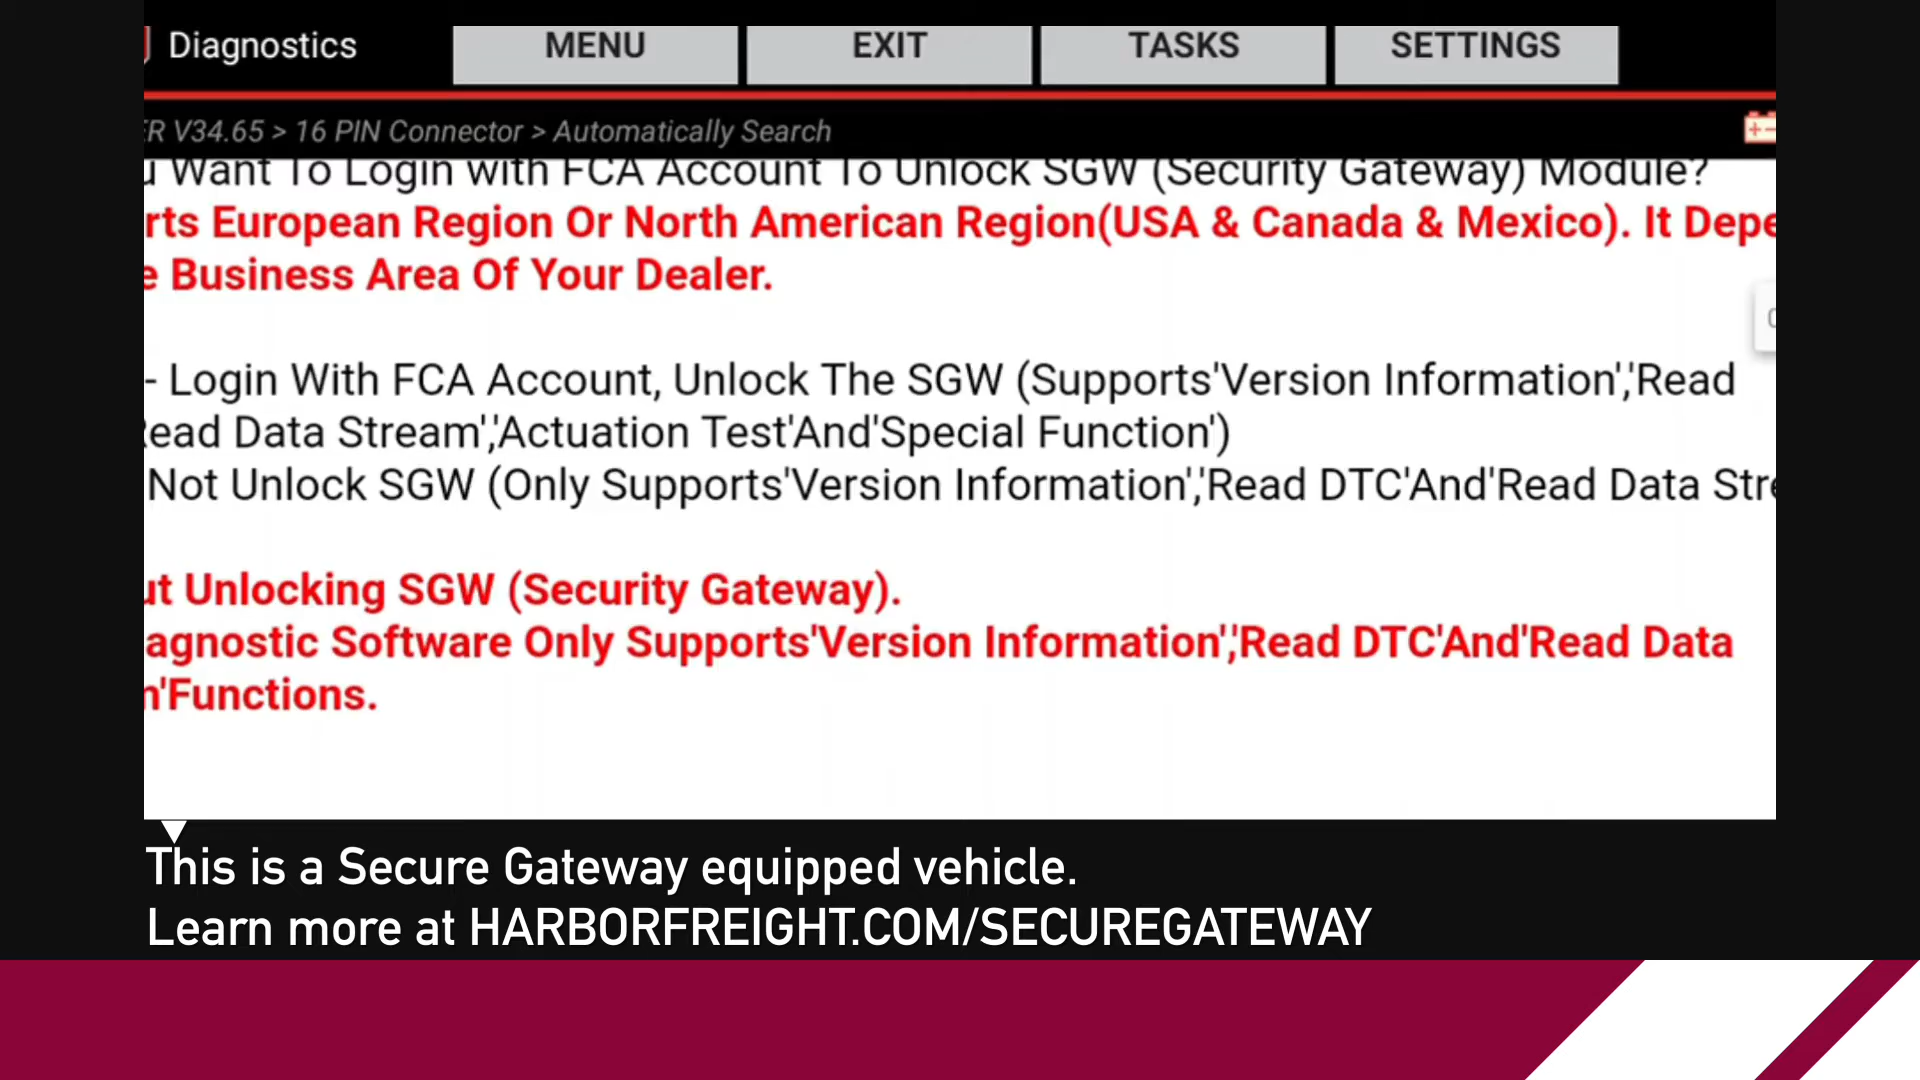 Diagnostics MENU EXIT TASKS SETTINGS
V34.65 > 16 PIN Connector > Automatically Search
Want To Login with FCA Account To Unlock SGW (Security Gateway) Module?
European Region Or North American Region(USA & Canada & Mexico). It
Business Area Of Your Dealer.
- Login With FCA Account, Unlock The SGW (Supports'Version Information','Read
Data Stream','Actuation Test'And'Special Function')
Not Unlock SGW (Only Supports'Version Information','Read DTC'And'Read Data
Unlocking SGW (Security Gateway).
Software Only Supports'Version Information','Read DTC'And'Read Data
'Functions.
This is a Secure Gateway equipped vehicle.
Learn more at HARBORFREIGHT.COM/SECUREGATEWAY